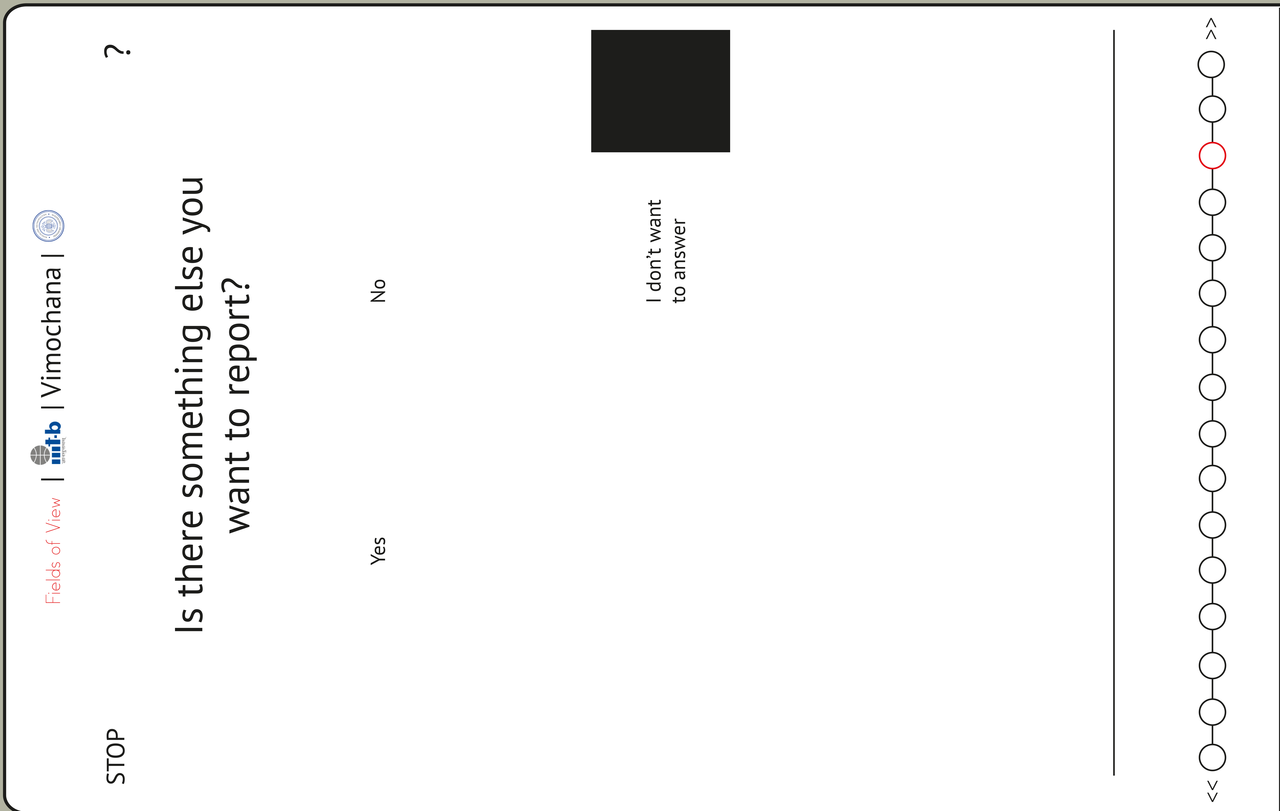 Fields of View | iiit-b | Vimochana |
STOP ?
Is there something else you
want to report?
Yes No
I don't want
to answer
<< >>